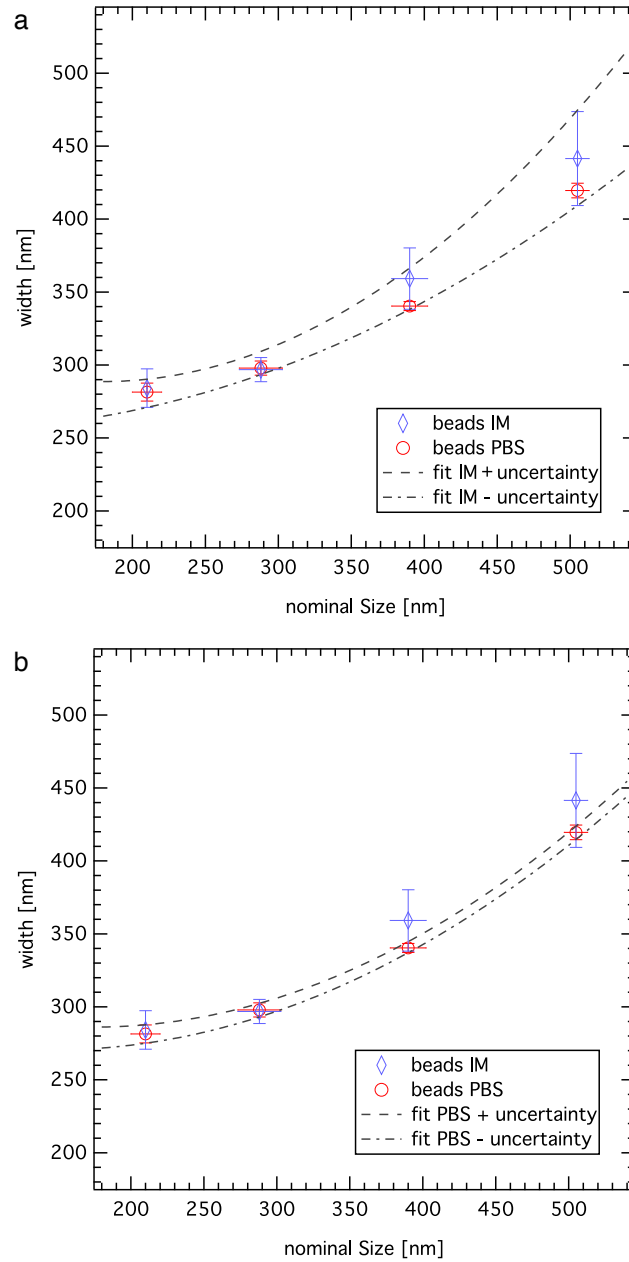 a
500
450
400
350
300
250
200
width [nm]
200 250 300 350 400 450 500
nominal Size [nm]
beads IM
beads PBS
fit IM + uncertainty
fit IM - uncertainty
b
500
450
400
350
300
250
200
width [nm]
200 250 300 350 400 450 500
nominal Size [nm]
beads IM
beads PBS
fit PBS + uncertainty
fit PBS - uncertainty